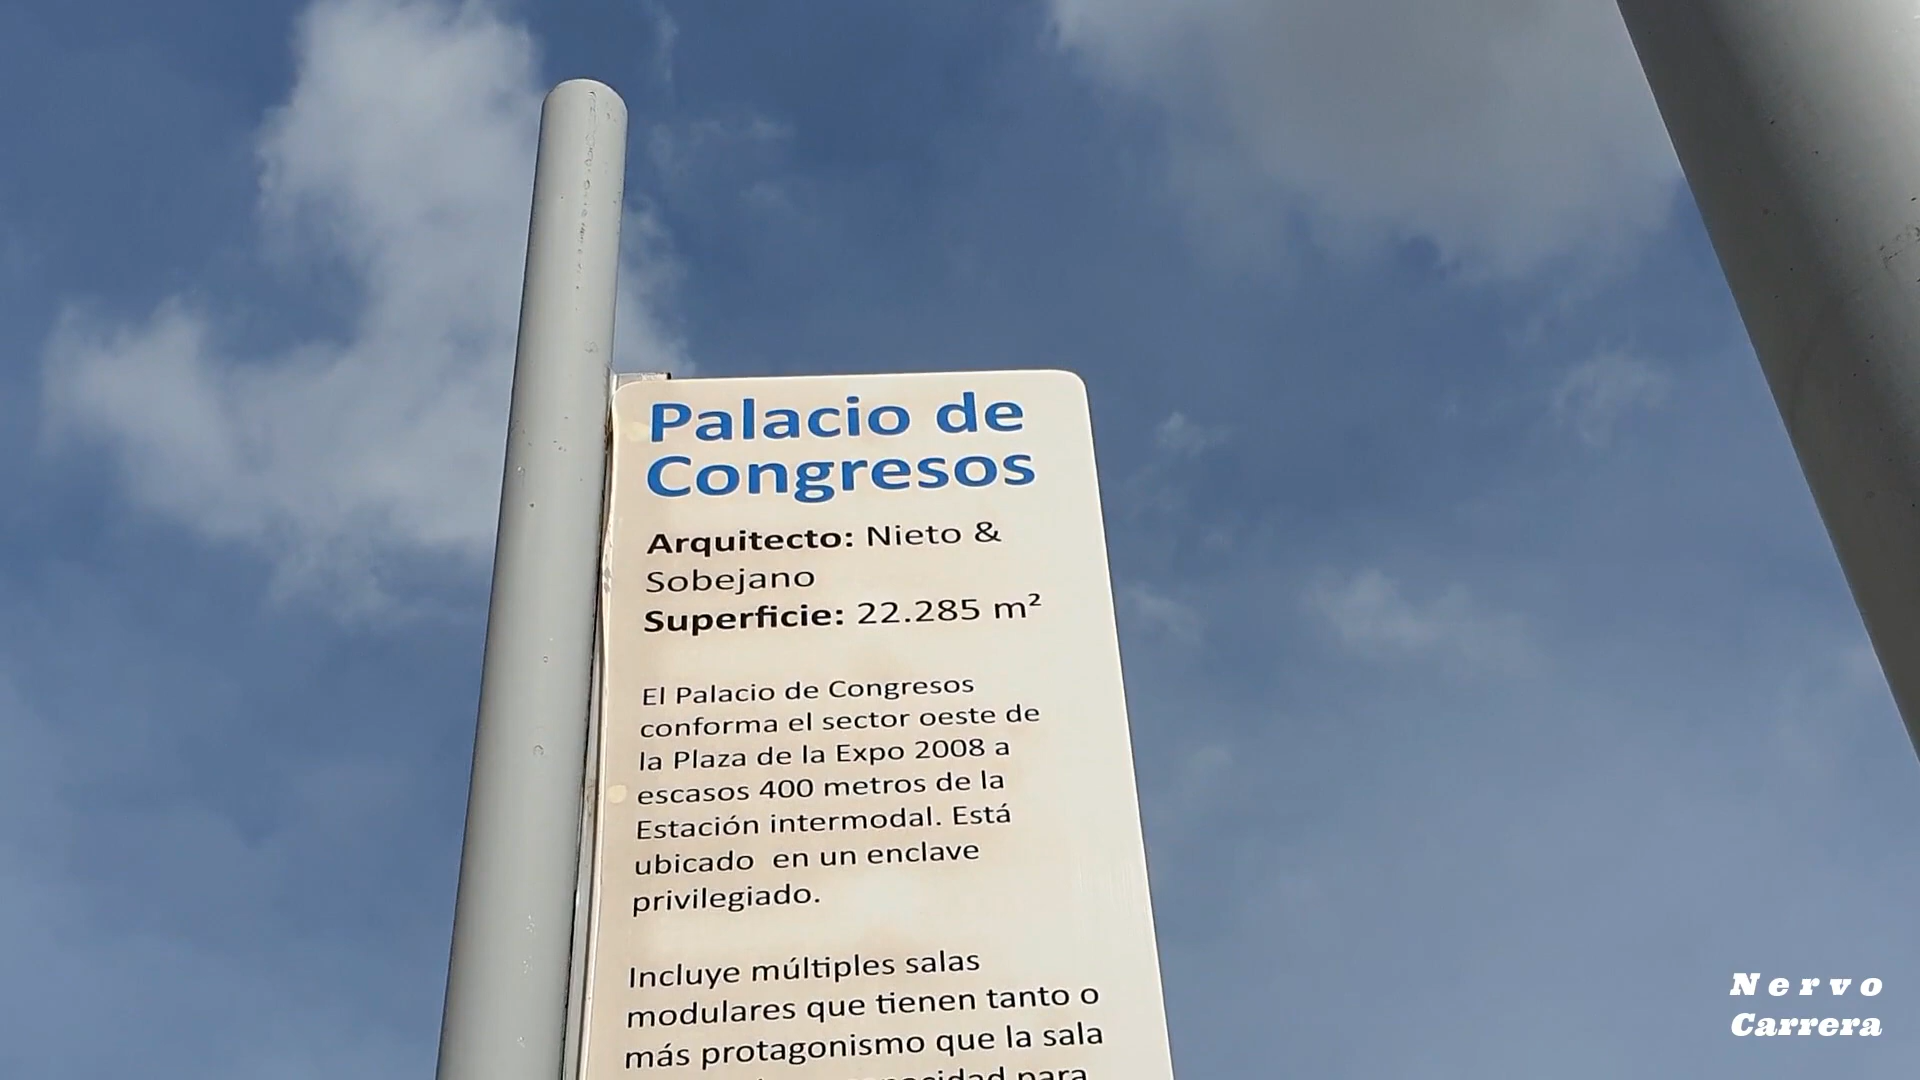 Palacio de
Congresos
Arquitecto: Nieto &
Sobejano
Superficie: 22.285 m²
El Palacio de Congresos
conforma el sector oeste de
la Plaza de la Expo 2008 a
escasos 400 metros de la
Estación intermodal. Está
ubicado en un enclave
privilegiado.
Incluye múltiples salas
modulares que tienen tanto o
más protagonismo que la sala
para
Nervo
Carrera